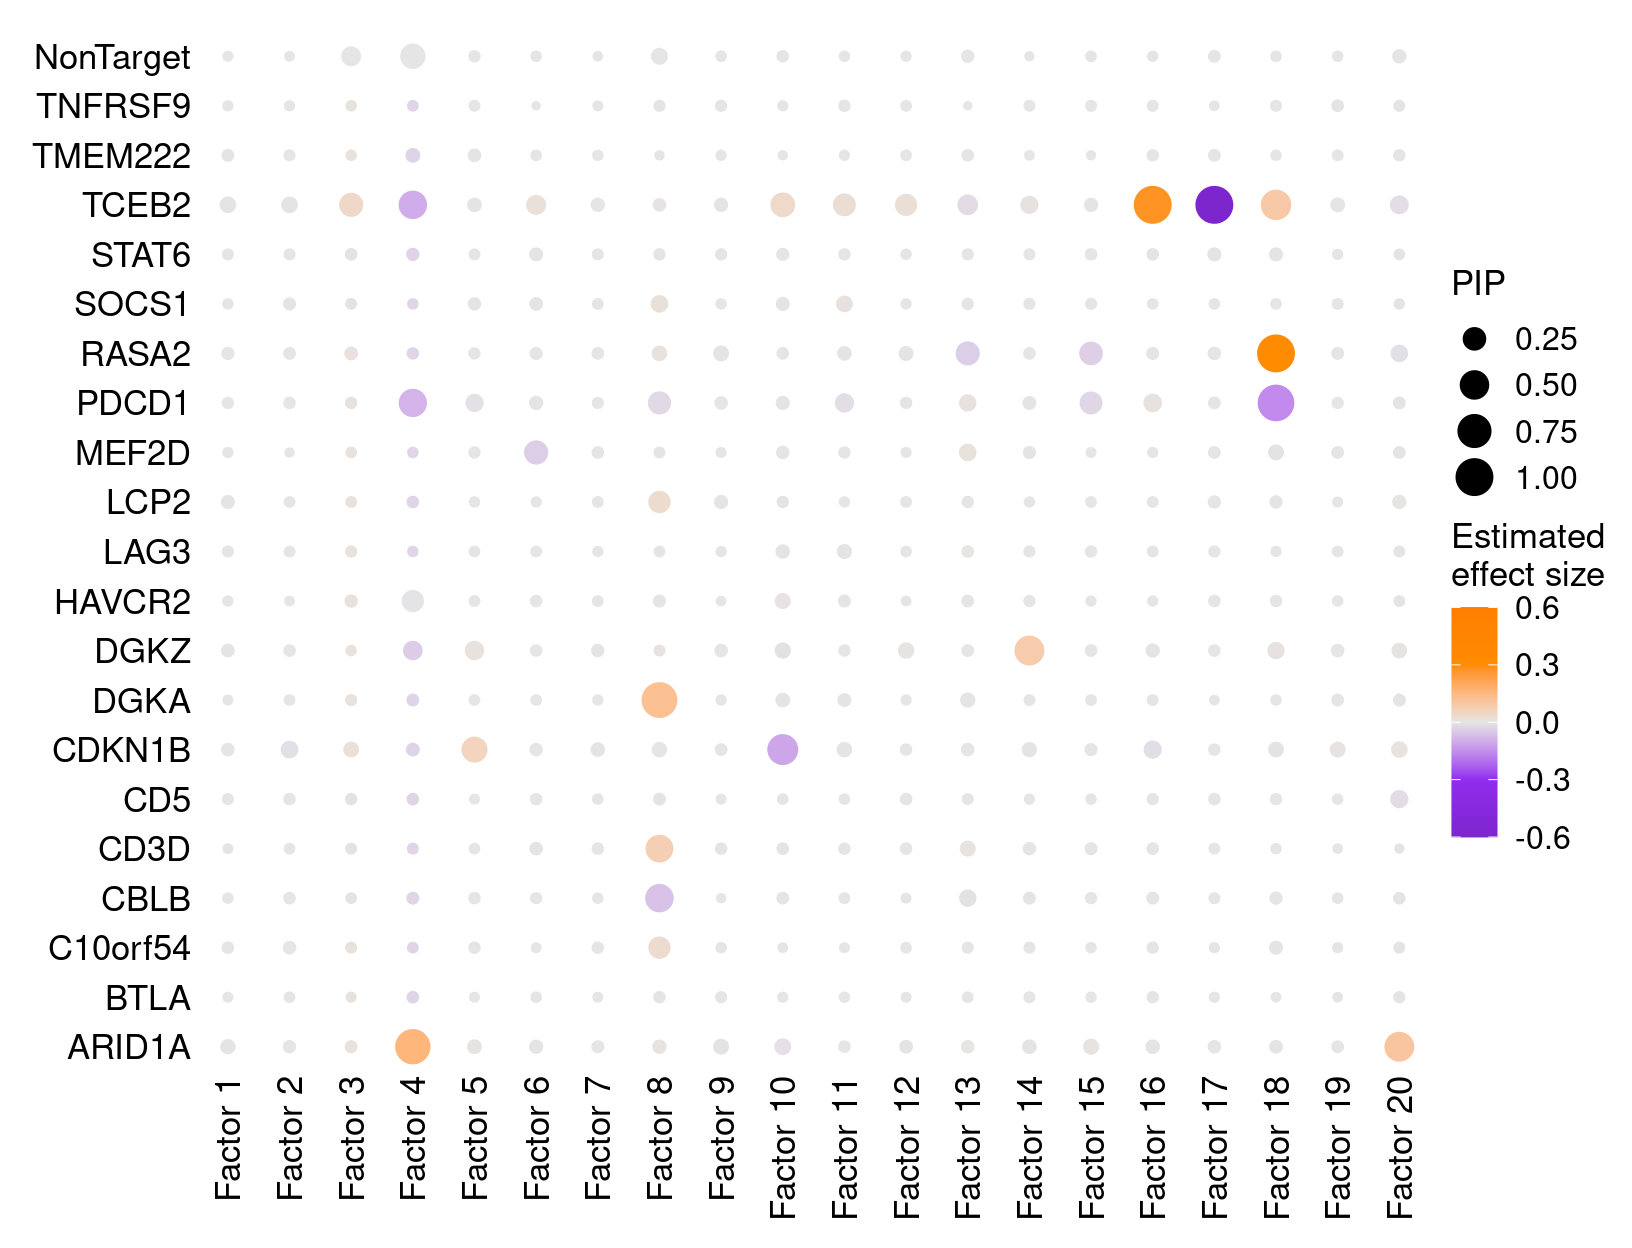 NonTarget
TNFRSF9
TMEM222
TCEB2
STAT6
SOCS1
RASA2
PDCD1
MEF2D
LCP2
LAG3
HAVCR2
DGKZ
DGKA
CDKN1B
CD5
CD3D
CBLB
C10orf54
BTLA
ARID1A
Factor 1
Factor 2
Factor 3
Factor 4
Factor 5
Factor 6
Factor 7
Factor 8
Factor 9
Factor 10
Factor 11
Factor 12
Factor 13
Factor 14
Factor 15
Factor 16
Factor 17
Factor 18
Factor 19
Factor 20
PIP
0.25
0.50
0.75
1.00
Estimated
effect size
0.6
0.3
0.0
-0.3
-0.6